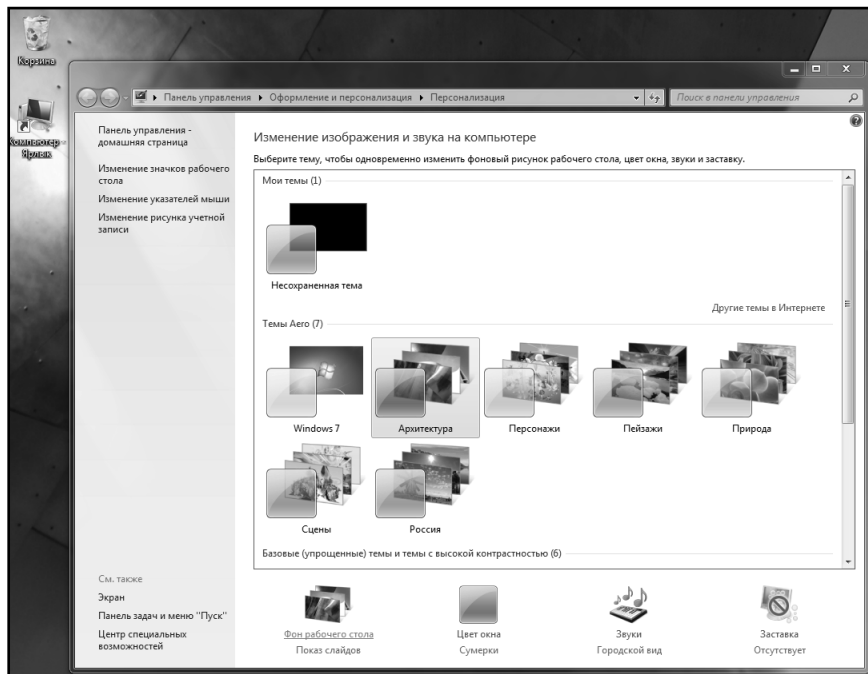 Корзина
Компьютер -
Ярлык
Панель управления
Оформление и персонализация
Персонализация
Поиск в панели управления
Панель управления -
домашняя страница
Изменение значков рабочего
стола
Изменение указателей мыши
Изменение рисунка учетной
записи
Изменение изображения и звука на компьютере
Выберите тему, чтобы одновременно изменить фоновый рисунок рабочего стола, цвет окна, звуки и заставку.
Мои темы (1)
Несохраненная тема
Другие темы в Интернете
Темы Aero (7)
Windows 7
Архитектура
Персонажи
Пейзажи
Природа
Сцены
Россия
Базовые (упрощенные) темы и темы с высокой контрастностью (6)
См. также
Экран
Панель задач и меню "Пуск"
Центр специальных
возможностей
Фон рабочего стола
Показ слайдов
Цвет окна
Сумерки
Звуки
Городской вид
Заставка
Отсутствует